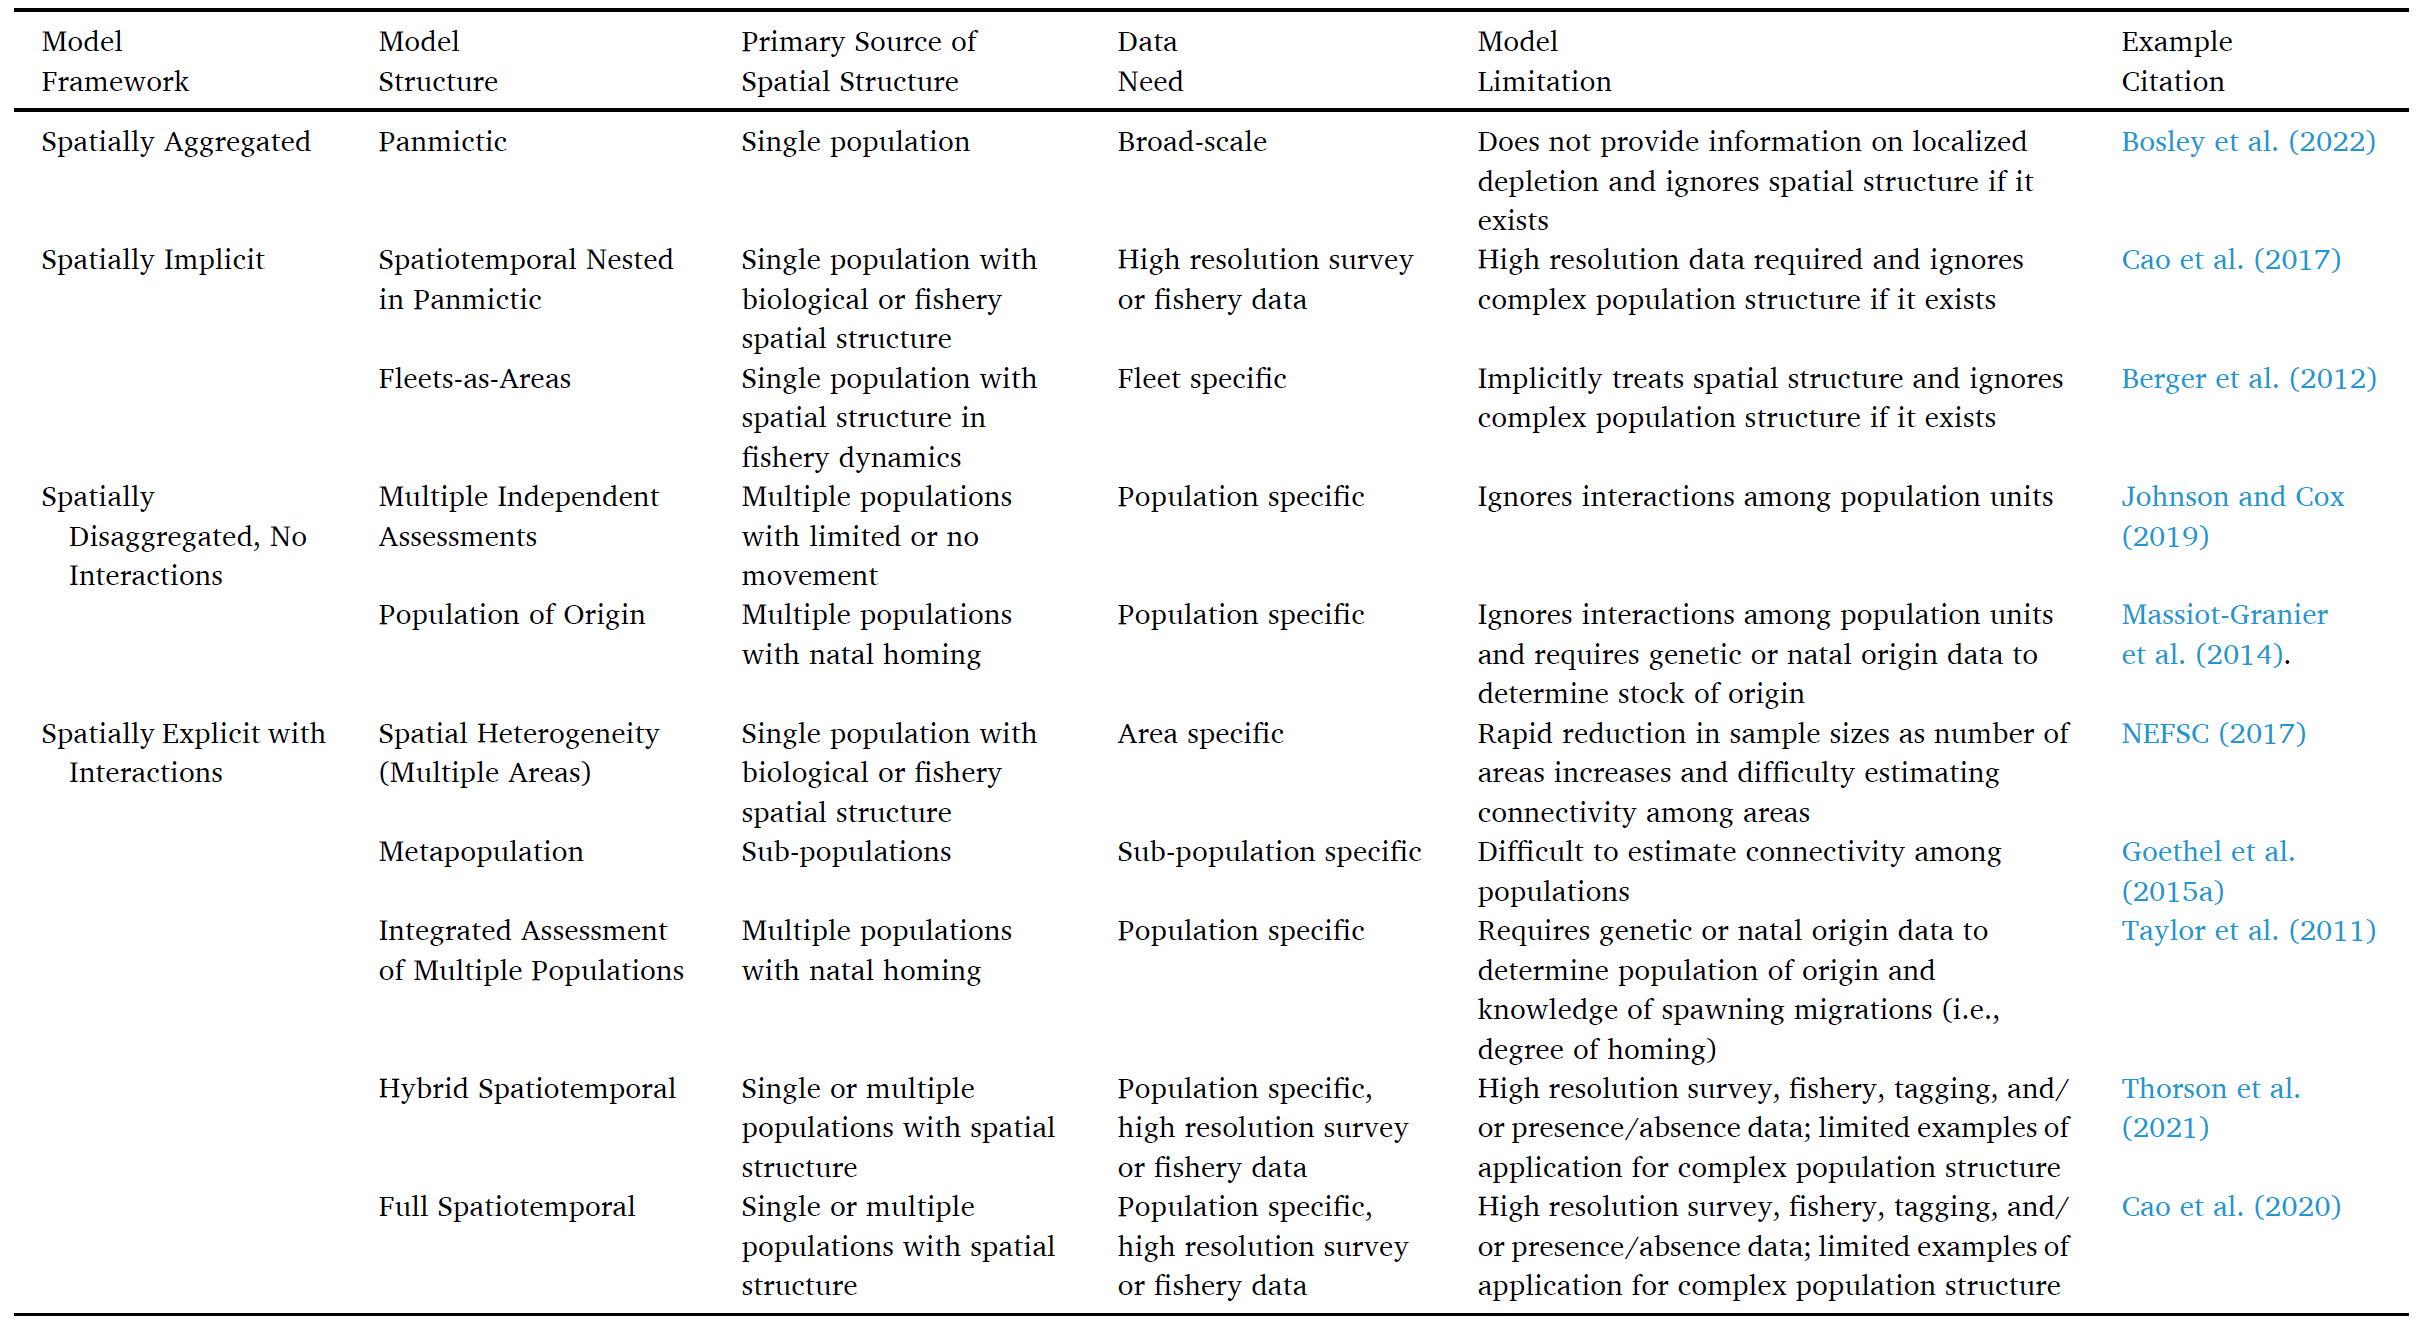 Model Model Primary Source of Data Model Example
Framework Structure Spatial Structure Need Limitation Citation
Spatially Aggregated Panmictic Single population Broad-scale Does not provide information on localized Bosley et al. (2022)
depletion and ignores spatial structure if it
exists
Spatially Implicit Spatiotemporal Nested Single population with High resolution survey High resolution data required and ignores Cao et al. (2017)
in Panmictic biological or fishery or fishery data complex population structure if it exists
spatial structure
Fleets-as-Areas Single population with Fleet specific Implicitly treats spatial structure and ignores Berger et al. (2012)
spatial structure in complex population structure if it exists
fishery dynamics
Spatially Multiple Independent Multiple populations Population specific Ignores interactions among population units Johnson and Cox
Disaggregated, No Assessments with limited or no (2019)
Interactions movement
Population of Origin Multiple populations Population specific Ignores interactions among population units Massiot-Granier
with natal homing and requires genetic or natal origin data to et al. (2014).
determine stock of origin
Spatially Explicit with Spatial Heterogeneity Single population with Area specific Rapid reduction in sample sizes as number of NEFSC (2017)
Interactions (Multiple Areas) biological or fishery areas increases and difficulty estimating
spatial structure connectivity among areas
Metapopulation Sub-populations Sub-population specific Difficult to estimate connectivity among Goethel et al.
populations (2015a)
Integrated Assessment Multiple populations Population specific Requires genetic or natal origin data to Taylor et al. (2011)
of Multiple Populations with natal homing determine population of origin and
knowledge of spawning migrations (i.e.,
degree of homing)
Hybrid Spatiotemporal Single or multiple Population specific, High resolution survey, fishery, tagging, and/ Thorson et al.
populations with spatial high resolution survey or presence/absence data; limited examples of (2021)
structure or fishery data application for complex population structure
Full Spatiotemporal Single or multiple Population specific, High resolution survey, fishery, tagging, and/ Cao et al. (2020)
populations with spatial high resolution survey or presence/absence data; limited examples of
structure or fishery data application for complex population structure